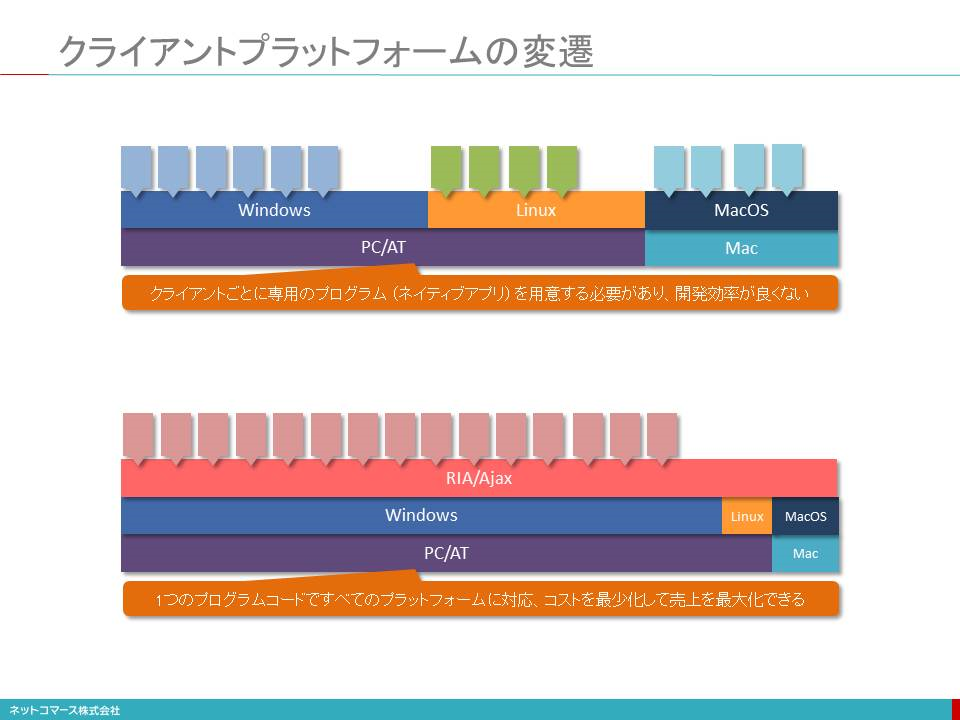 クライアントプラットフォームの変遷
Windows
Linux
MacOS
PC/AT
Mac
クライアントごとに専用のプログラム（ネイティブアプリ）を用意する必要があり、開発効率が良くない
RIA/Ajax
Windows
Linux
MacOS
PC/AT
Mac
1つのプログラムコードですべてのプラットフォームに対応、コストを最少化して売上を最大化できる
ネットコマース株式会社